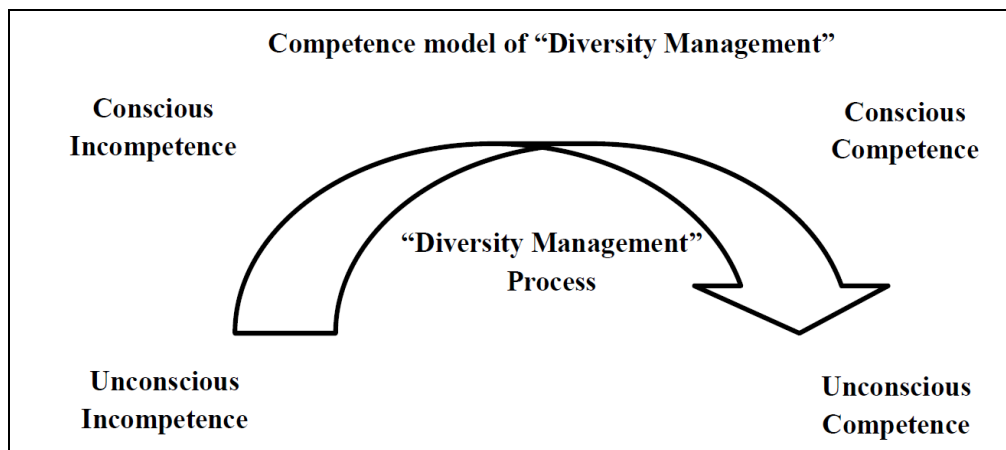 Competence model of “Diversity Management”
Conscious
Incompetence
Conscious
Competence
“Diversity Management”
Process
Unconscious
Incompetence
Unconscious
Competence